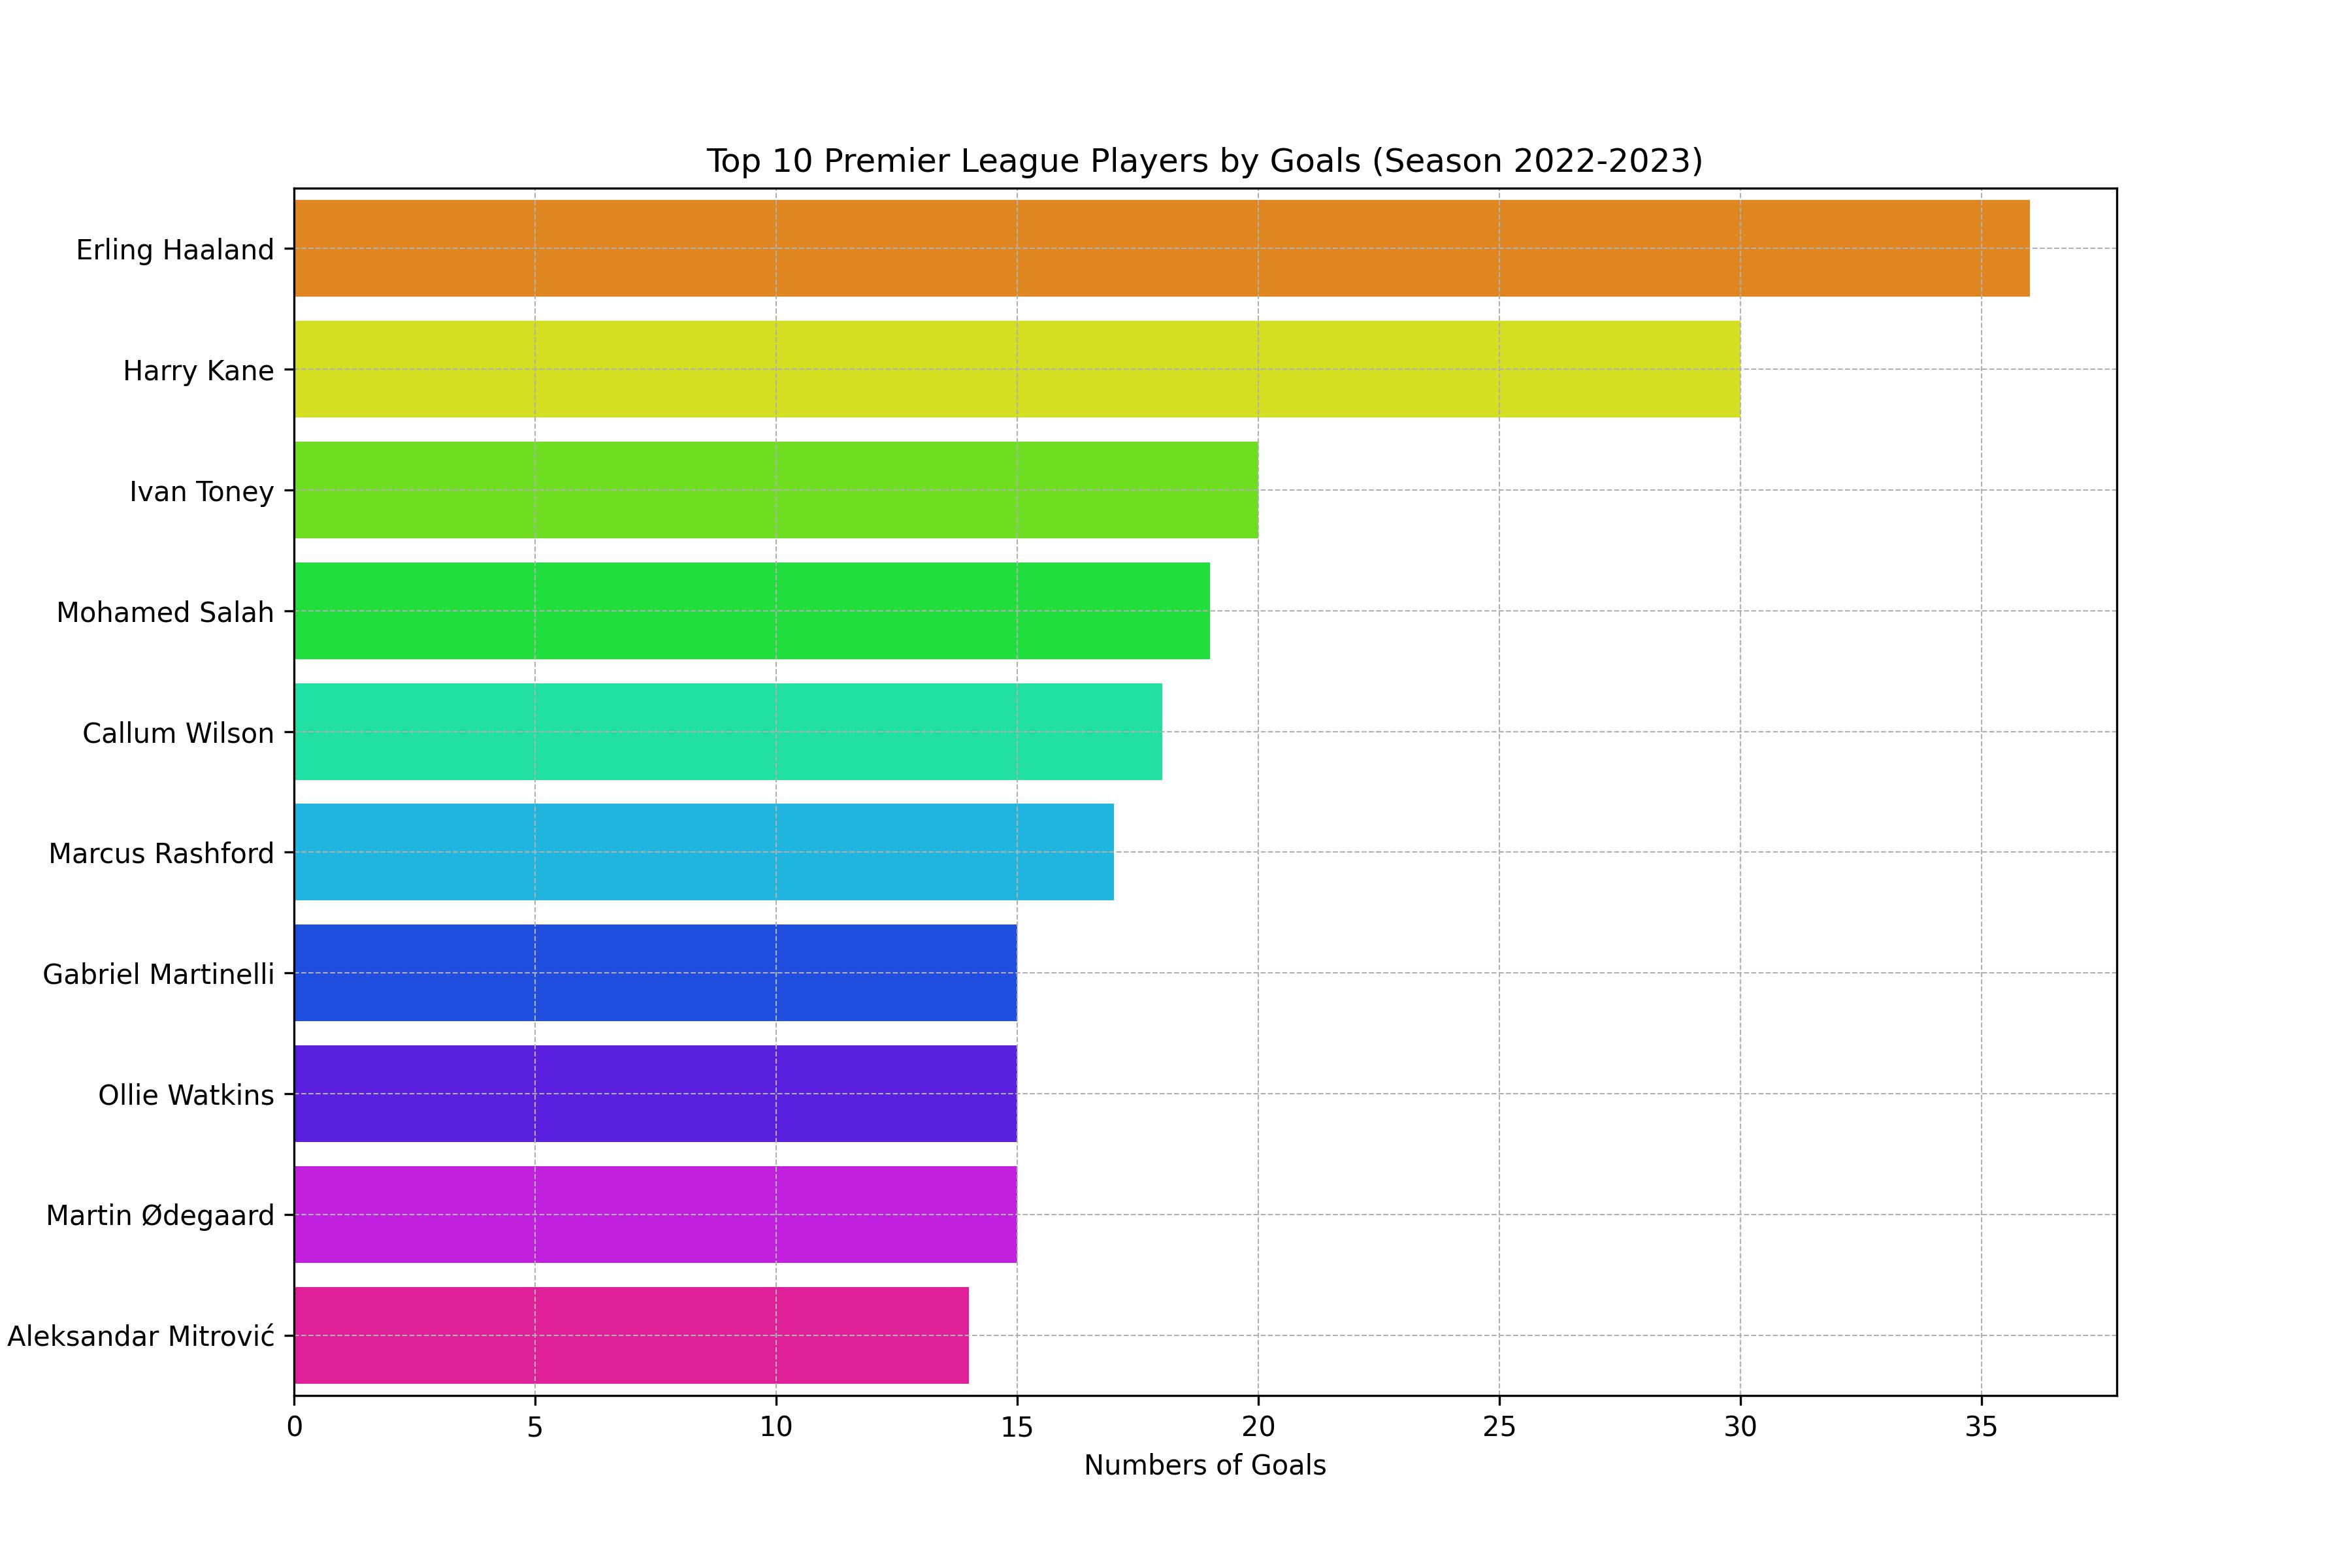 Top 10 Premier League Players by Goals (Season 2022-2023)
Erling Haaland
Harry Kane
Ivan Toney
Mohamed Salah
Callum Wilson
Marcus Rashford
Gabriel Martinelli
Ollie Watkins
Martin Ødegaard
Aleksandar Mitrović
0 5 10 15 20 25 30 35
Numbers of Goals